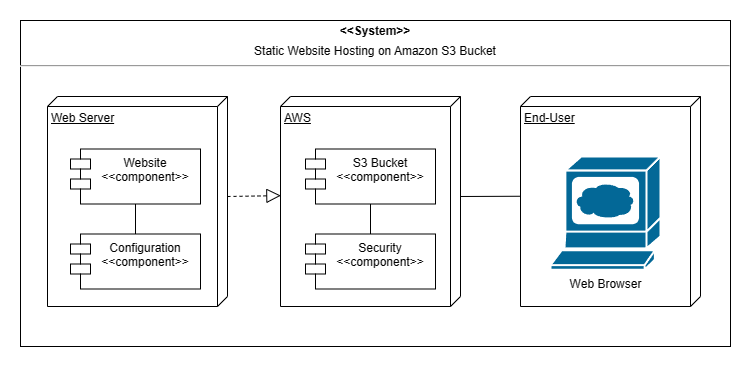 <<System>>
Static Website Hosting on Amazon S3 Bucket
Web Server
Website
<<component>>
Configuration
<<component>>
AWS
S3 Bucket
<<component>>
Security
<<component>>
End-User
Web Browser